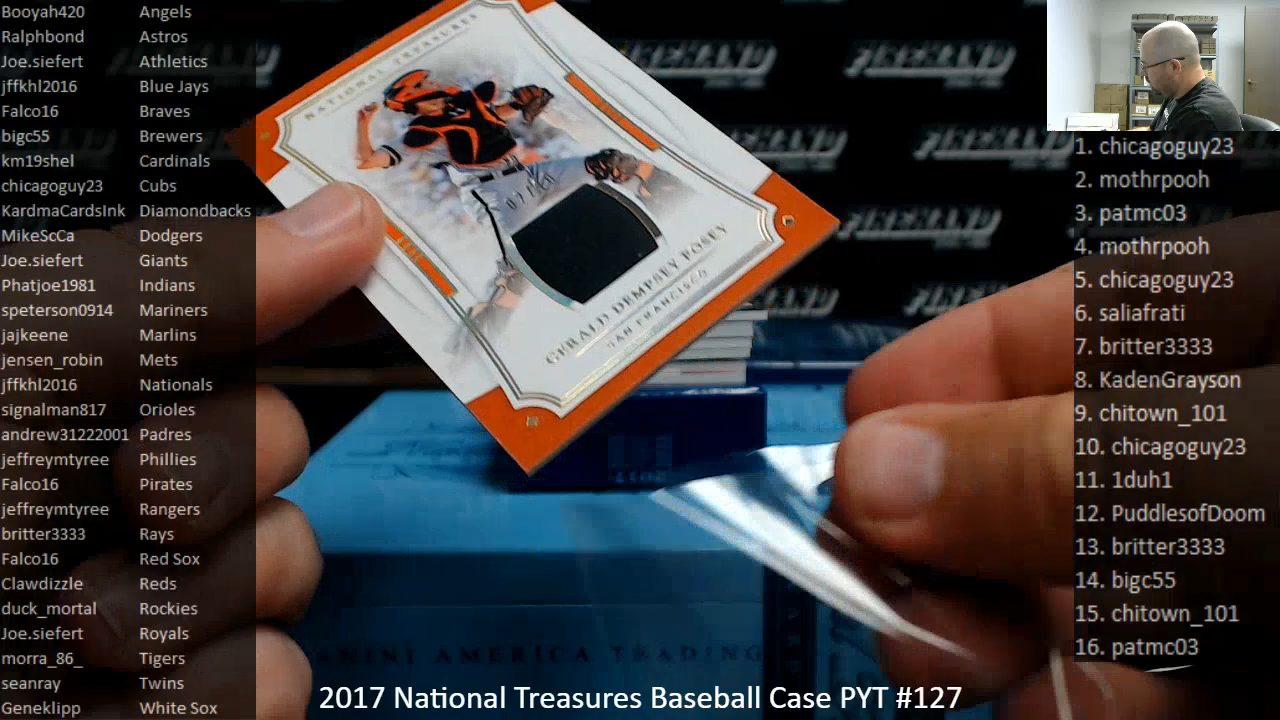 Booyah420 Angels
Ralphbond Astros
Joe.siefert Athletics
jffkhl2016 Blue Jays
Falco16 Braves
bigc55 Brewers
km19shel Cardinals
chicagoguy23 Cubs
KardmaCardsInk Diamondbacks
MikeScCa Dodgers
Joe.siefert Giants
Phatjoe1981 Indians
speterson0914 Mariners
jajkeene Marlins
jensen_robin Mets
jffkhl2016 Nationals
signalman817 Orioles
andrew31222001 Padres
jeffreymtyree Phillies
Falco16 Pirates
jeffreymtyree Rangers
britter3333 Rays
Falco16 Red Sox
Clawdizzle Reds
duck_mortal Rockies
Joe.siefert Royals
morra_86_ Tigers
seanray Twins
Geneklipp White Sox
NATIONAL TREASURES
GERALD DEMPSEY POSEY
SAN FRANCISCO
PANINI AMERICA TRADING
2017 National Treasures Baseball Case PYT #127
1. chicagoguy23
2. mothrpooh
3. patmc03
4. mothrpooh
5. chicagoguy23
6. saliafrati
7. britter3333
8. KadenGrayson
9. chitown_101
10. chicagoguy23
11. 1duh1
12. PuddlesofDoom
13. britter3333
14. bigc55
15. chitown_101
16. patmc03